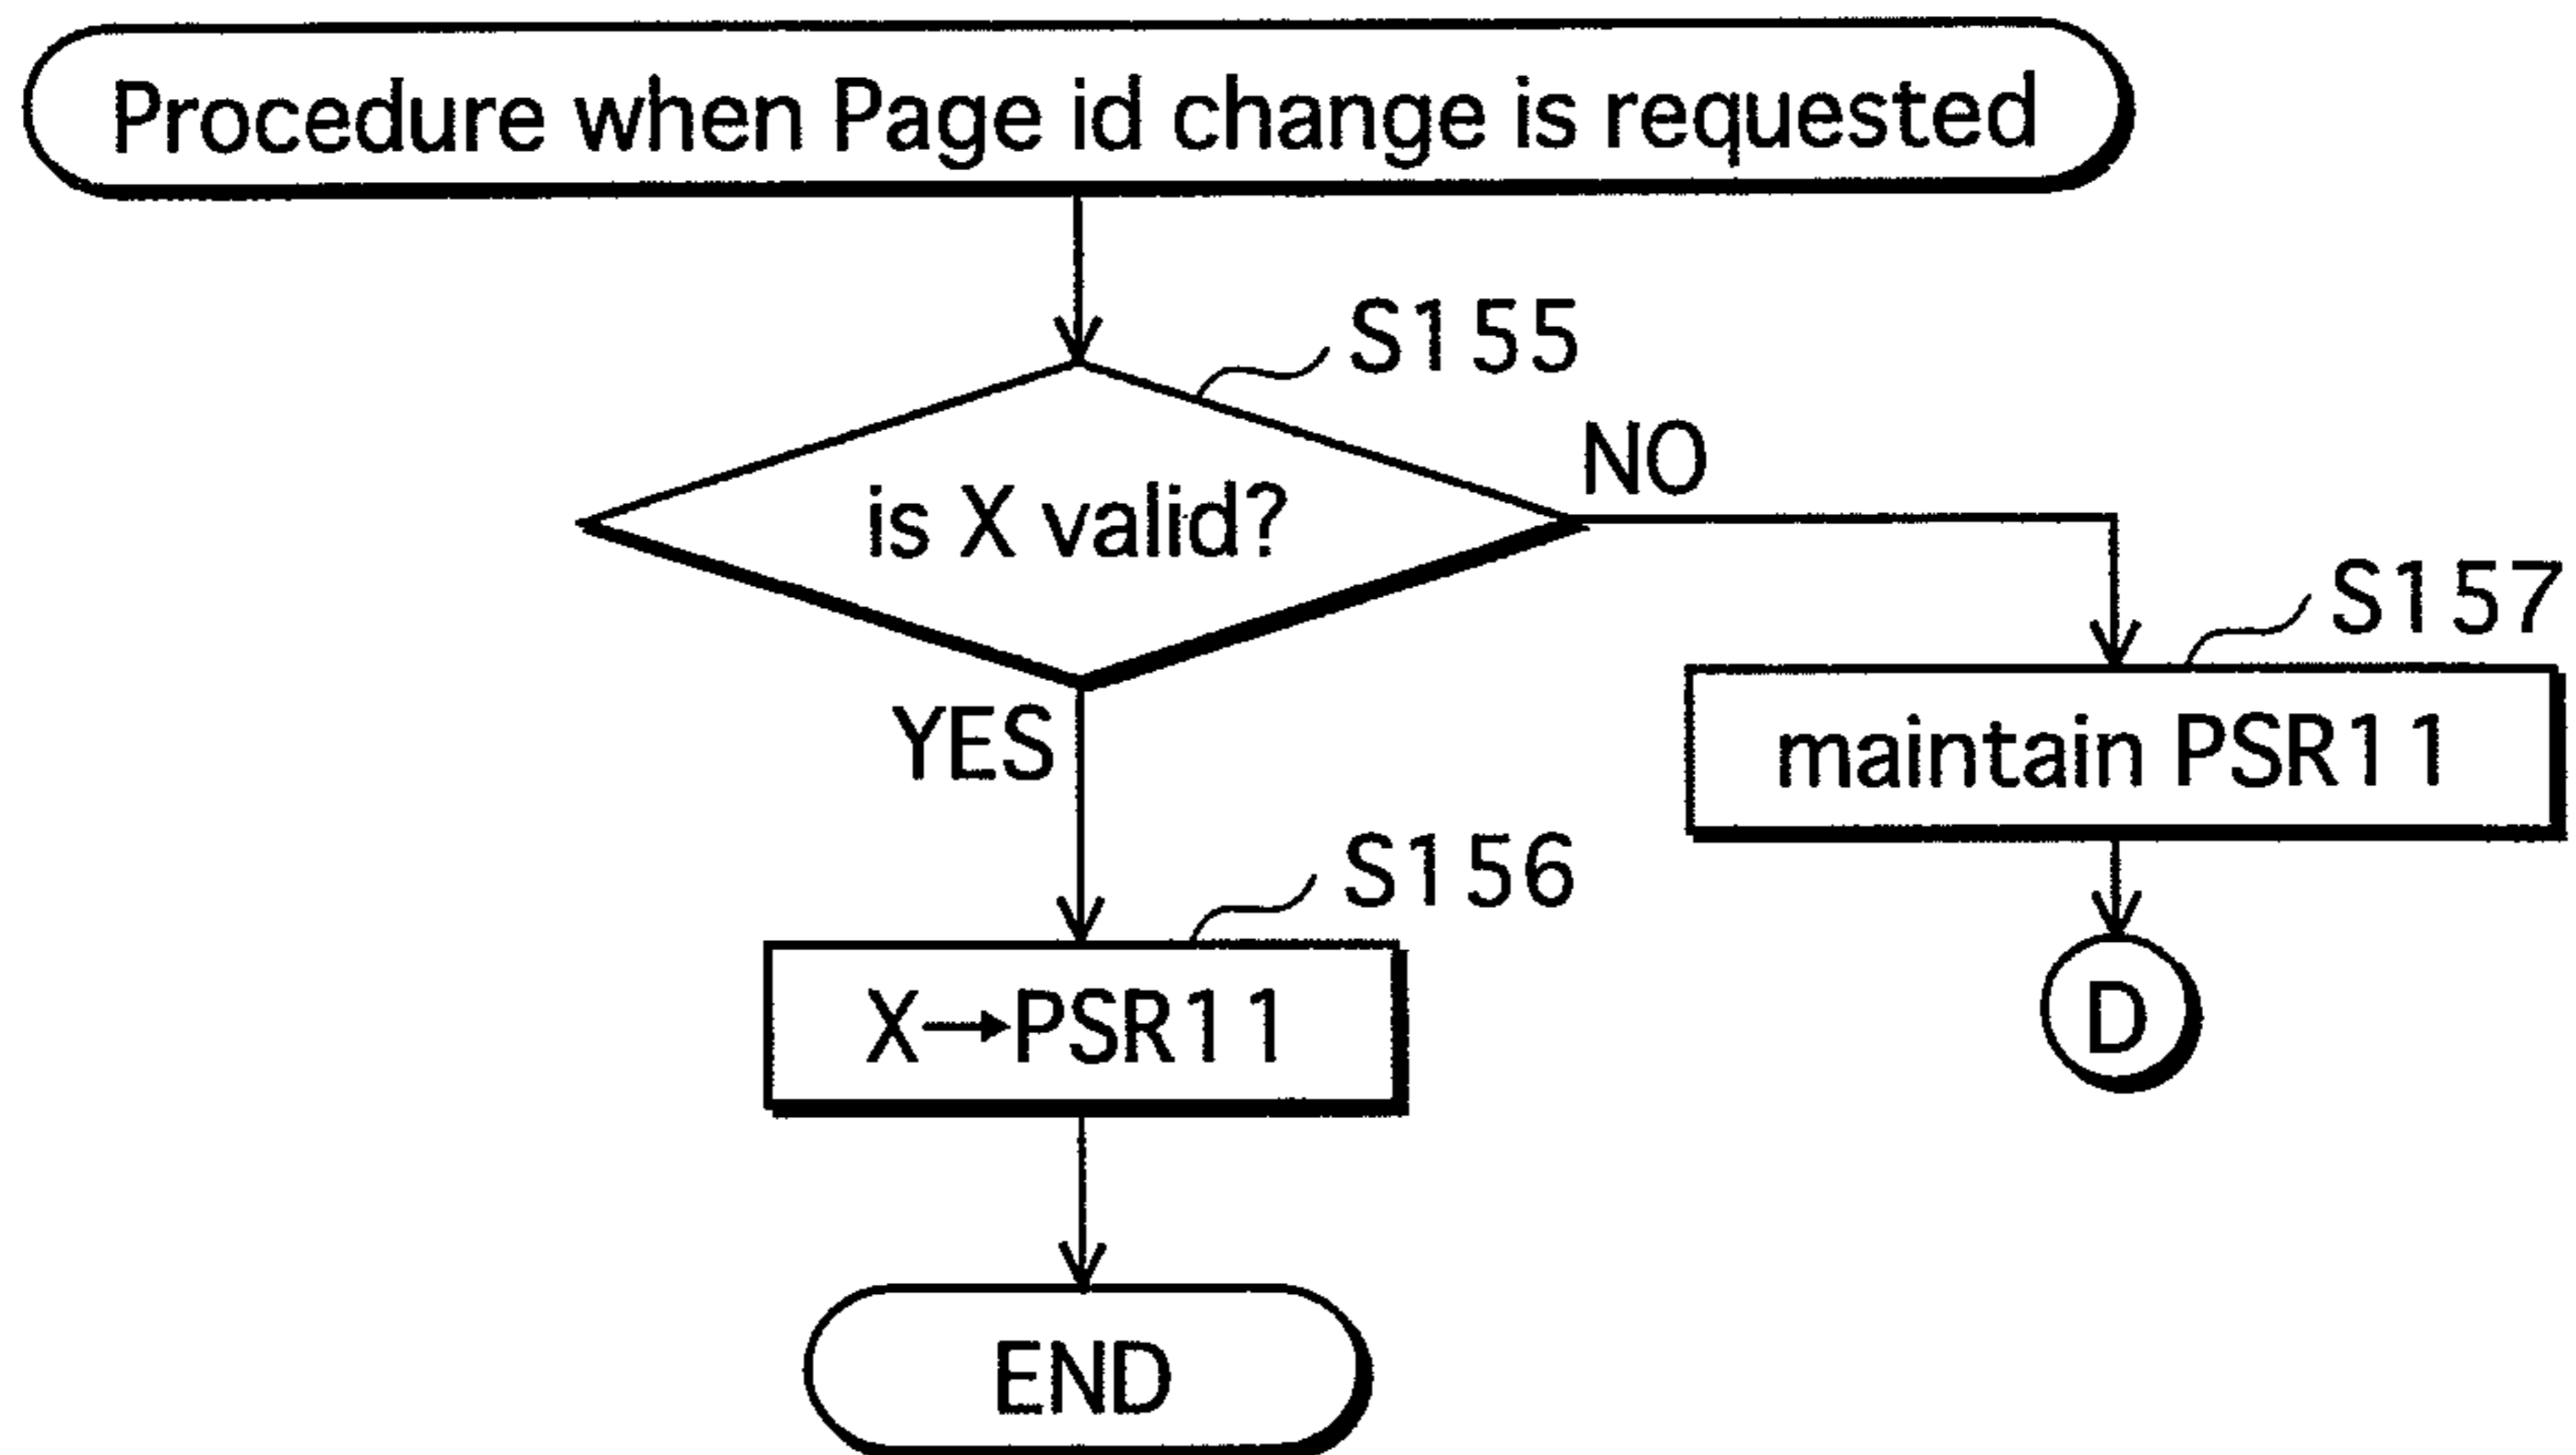 Procedure when Page id change is requested
S155
is X valid?
NO
YES
S157
maintain PSR11
S156
X→PSR11
D
END